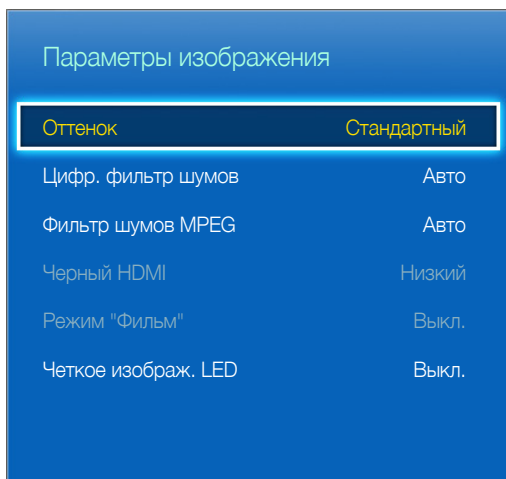 Параметры изображения
Оттенок Стандартный
Цифр. фильтр шумов Авто
Фильтр шумов MPEG Авто
Черный HDMI Низкий
Режим "Фильм" Выкл.
Четкое изображ. LED Выкл.